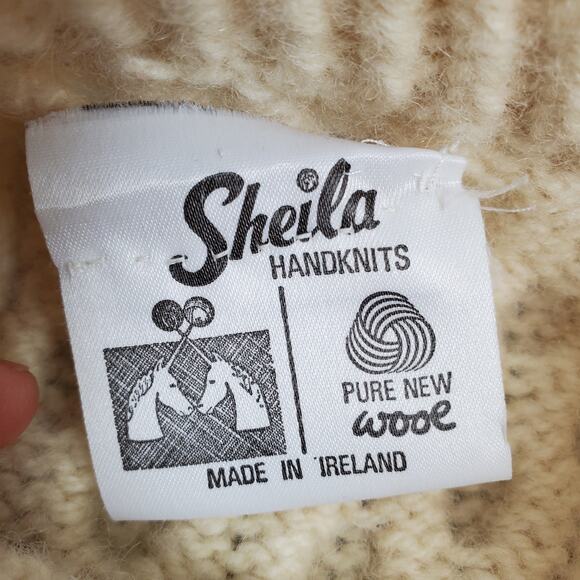 Sheila
HANDKNITS
PURE NEW
wool
MADE IN IRELAND